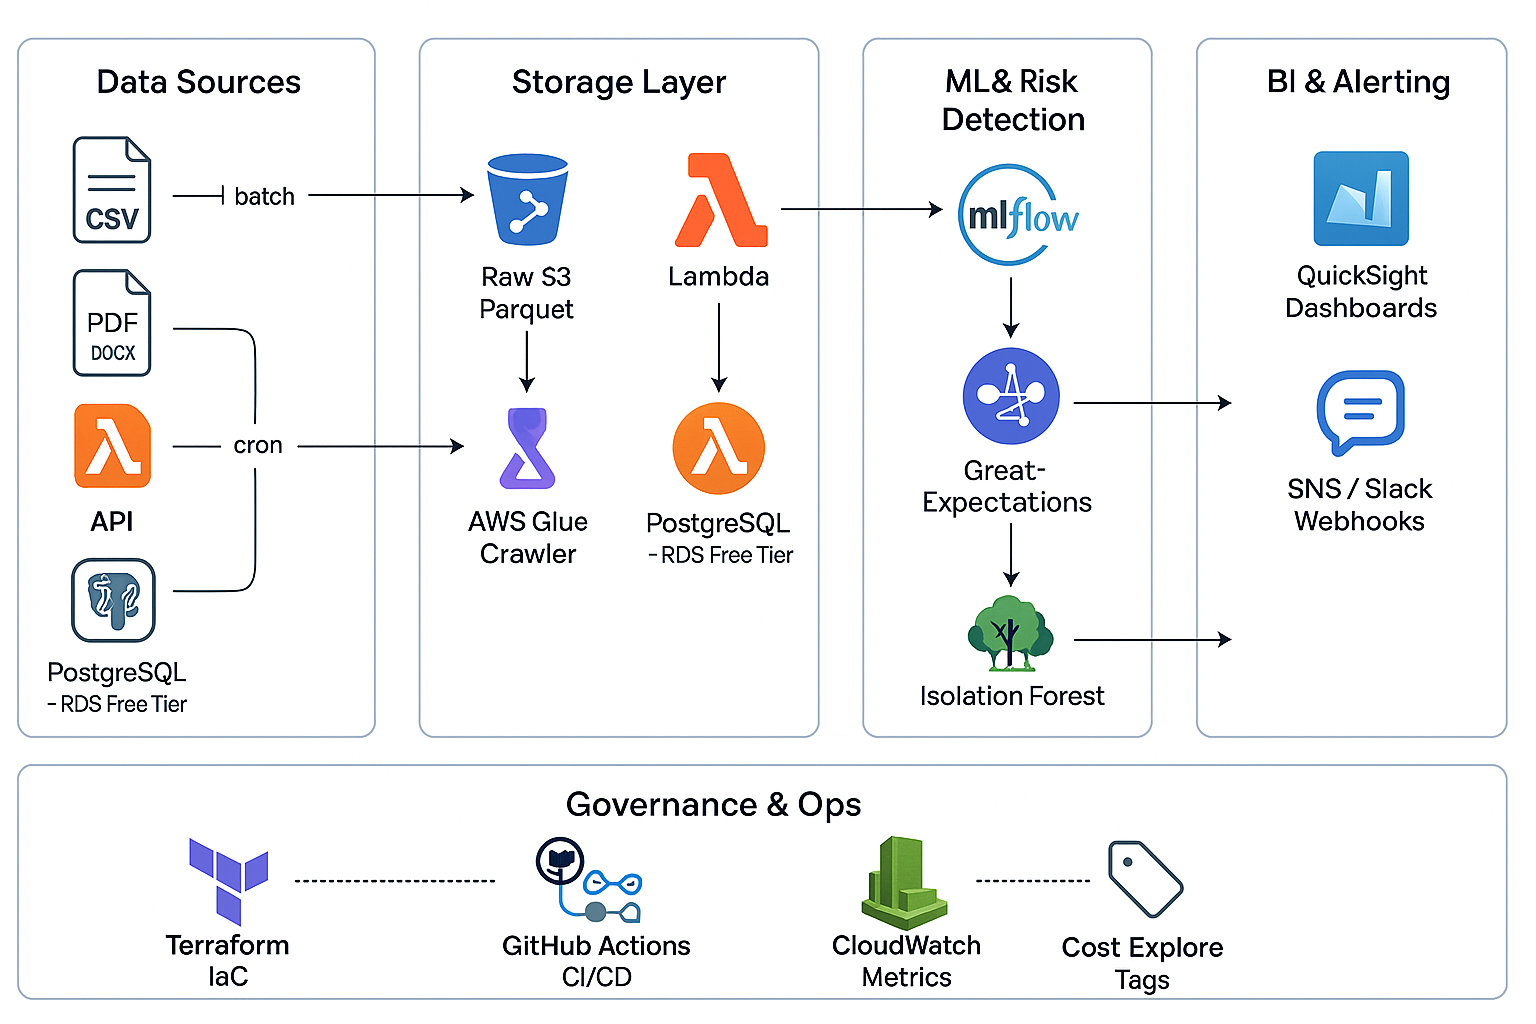 Data Sources
CSV
batch
PDF
DOCX
API
cron
PostgreSQL
- RDS Free Tier
Storage Layer
Raw S3
Parquet
Lambda
AWS Glue
Crawler
PostgreSQL
- RDS Free Tier
ML& Risk
Detection
mlflow
Great-
Expectations
Isolation Forest
BI & Alerting
QuickSight
Dashboards
SNS / Slack
Webhooks
Governance & Ops
Terraform
IaC
GitHub Actions
CI/CD
CloudWatch
Metrics
Cost Explore
Tags